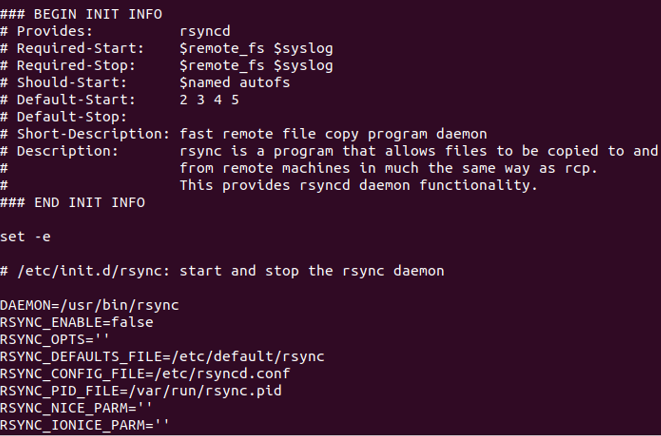 ### BEGIN INIT INFO
# Provides:          rsyncd
# Required-Start:    $remote_fs $syslog
# Required-Stop:     $remote_fs $syslog
# Should-Start:      $named autofs
# Default-Start:     2 3 4 5
# Default-Stop:
# Short-Description: fast remote file copy program daemon
# Description:       rsync is a program that allows files to be copied to and
#                    from remote machines in much the same way as rcp.
#                    This provides rsyncd daemon functionality.
### END INIT INFO

set -e

# /etc/init.d/rsync: start and stop the rsync daemon

DAEMON=/usr/bin/rsync
RSYNC_ENABLE=false
RSYNC_OPTS=''
RSYNC_DEFAULTS_FILE=/etc/default/rsync
RSYNC_CONFIG_FILE=/etc/rsyncd.conf
RSYNC_PID_FILE=/var/run/rsync.pid
RSYNC_NICE_PARM=''
RSYNC_IONICE_PARM=''